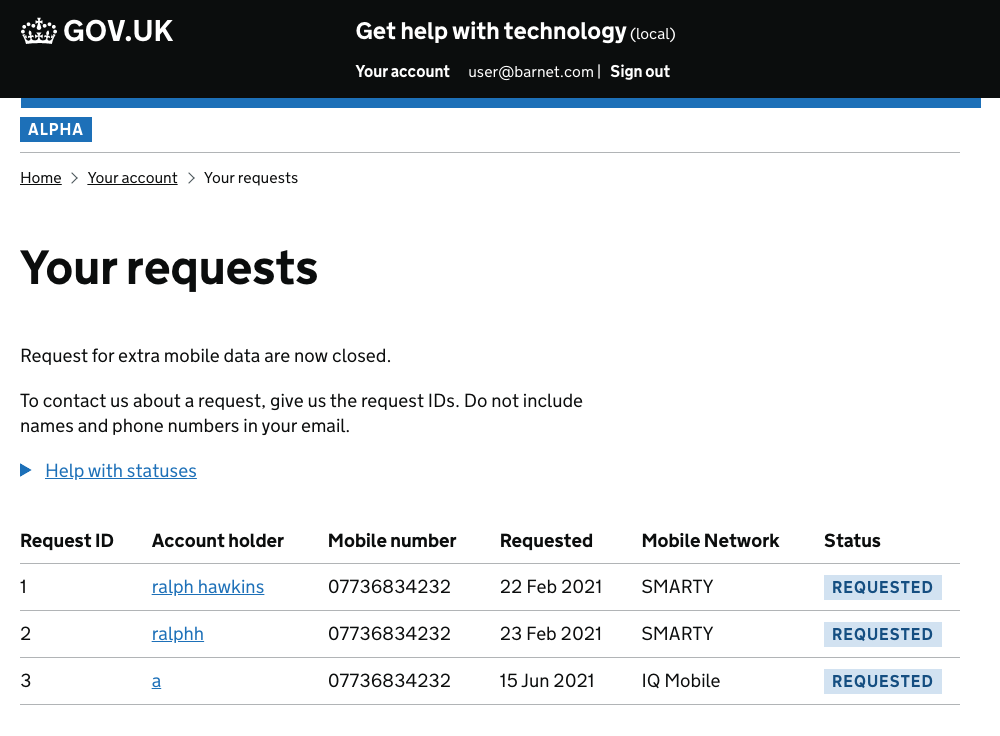 GOV.UK
Get help with technology (local)
Your account user@barnet.com | Sign out
ALPHA
Home > Your account > Your requests
Your requests
Request for extra mobile data are now closed.
To contact us about a request, give us the request IDs. Do not include
names and phone numbers in your email.
Help with statuses
Request ID Account holder Mobile number Requested Mobile Network Status
1 ralph hawkins 07736834232 22 Feb 2021 SMARTY REQUESTED
2 ralphh 07736834232 23 Feb 2021 SMARTY REQUESTED
3 a 07736834232 15 Jun 2021 IQ Mobile REQUESTED